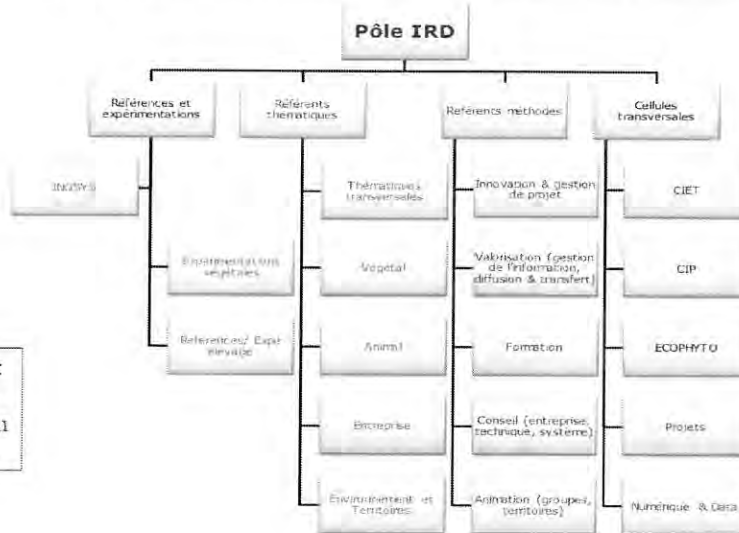 Pôle IRD
Références et
expérimentations
Référents
thématiques
Référents méthodes
Cellules
transversales
INOSYS
Expérimentations
végétales
Références/ Expé
élevage
Thématiques
transversales
Végétal
Animal
Entreprise
Environnement et
Territoires
Innovation & gestion
de projet
Valorisation (gestion
de l'information,
diffusion & transfert)
Formation
Conseil (entreprise,
technique, système)
Animation (groupes,
territoires)
CIET
CIP
ECOPHYTO
Projets
Numérique & Data